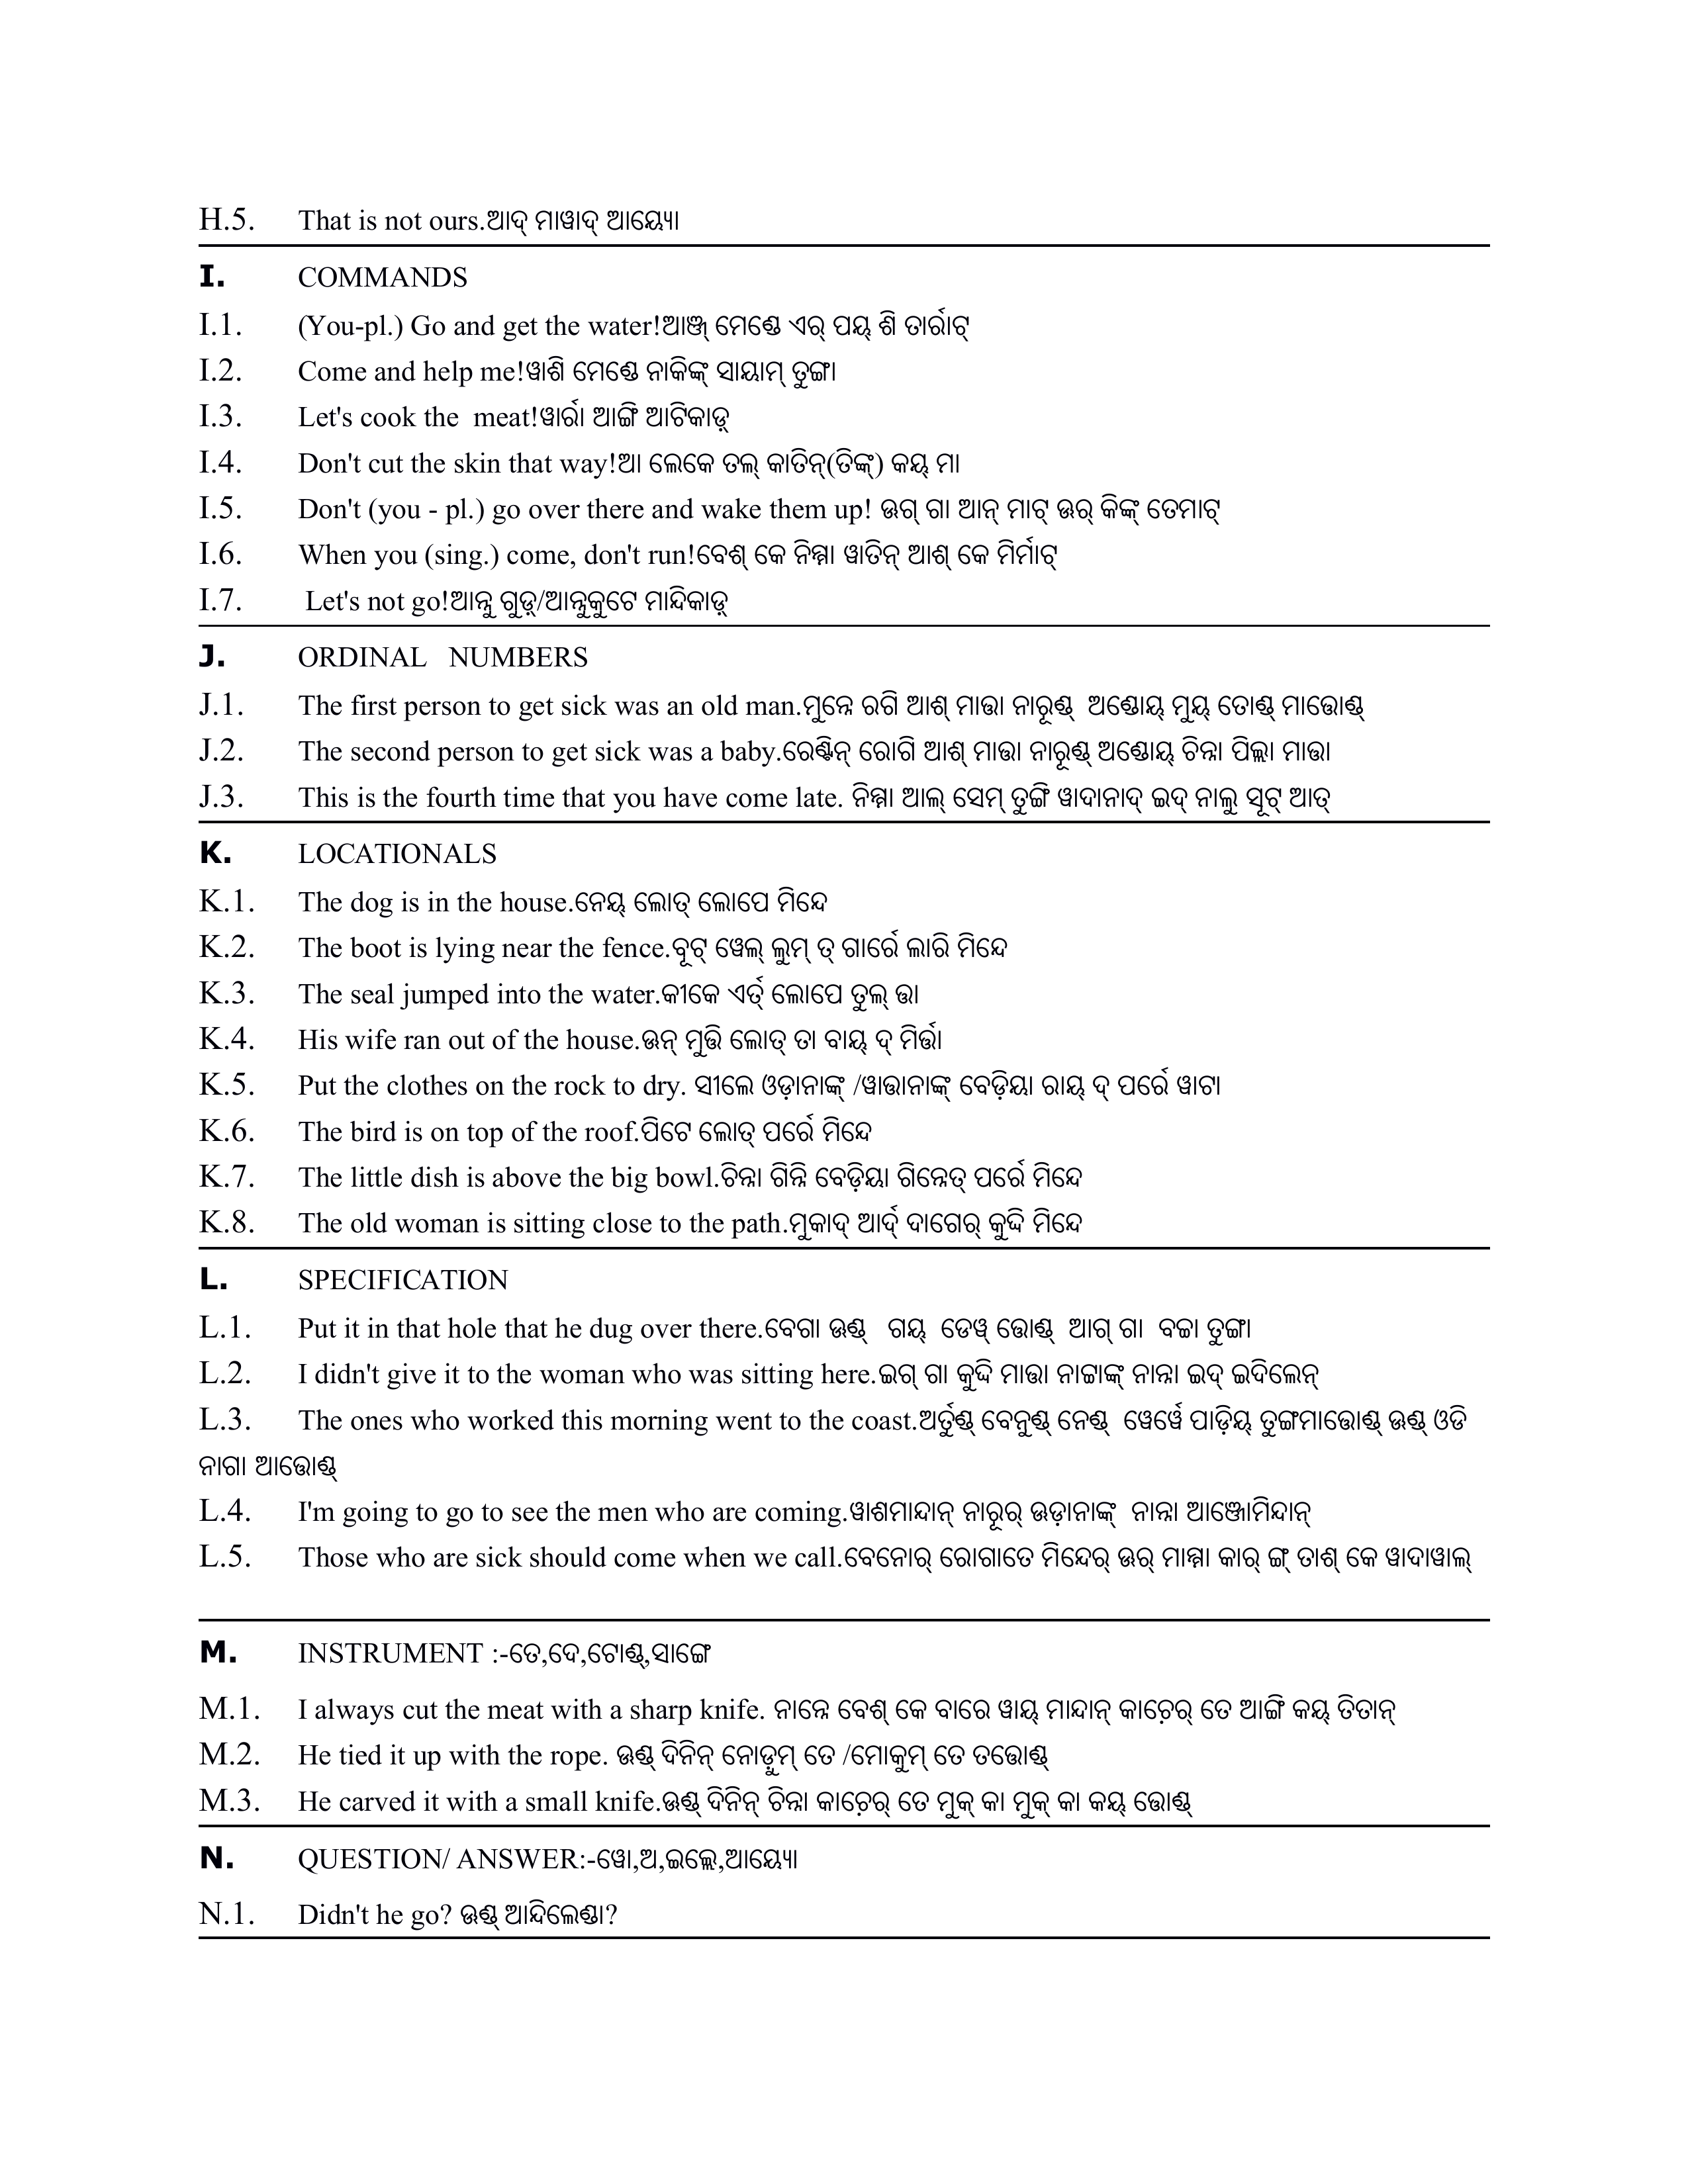 H.5. That is not ours.ଆଦ୍ ମାୱାଦ୍ ଆୟ୍ୟୋ
I. COMMANDS
I.1. (You-pl.) Go and get the water!ଆଞ୍ଜ୍ ମେଣ୍ଡେ ଏର୍ ପୟ୍ ଶି ତାର୍ରାଟ୍
I.2. Come and help me!ୱାଶି ମେଣ୍ଡେ ନାକିଙ୍କ୍ ସାୟାମ୍ ତୁଙ୍ଗା
I.3. Let's cook the  meat!ୱାର୍ରା ଆଙ୍ଗି ଆଟିକାଡ଼୍
I.4. Don't cut the skin that way!ଆ ଲେକେ ତଲ୍ କାତିନ୍(ତିଙ୍କ୍) କୟ୍ ମା
I.5. Don't (you - pl.) go over there and wake them up! ଊଗ୍ ଗା ଆନ୍ ମାଟ୍ ଊର୍ କିଙ୍କ୍ ତେମାଟ୍
I.6. When you (sing.) come, don't run!ବେଶ୍ କେ ନିମ୍ମା ୱାତିନ୍ ଆଶ୍ କେ ମିର୍ମାଟ୍
I.7. Let's not go!ଆନ୍ନୁ ଗୁଡ଼୍/ଆନ୍ନୁକୁଟେ ମାନ୍ଦିକାଡ଼୍
J. ORDINAL   NUMBERS
J.1. The first person to get sick was an old man.ମୁନ୍ନେ ରଗି ଆଶ୍ ମାତ୍ତା ନାରୂଣ୍ଡ୍  ଅଣ୍ଡୋୟ୍ ମୁୟ୍ ତୋଣ୍ଡ୍ ମାତ୍ତୋଣ୍ଡ୍
J.2. The second person to get sick was a baby.ରେଣ୍ଟିନ୍ ରୋଗି ଆଶ୍ ମାତ୍ତା ନାରୂଣ୍ଡ୍ ଅଣ୍ଡୋୟ୍ ଚିନ୍ନା ପିଲ୍ଲା ମାତ୍ତା
J.3. This is the fourth time that you have come late. ନିମ୍ମା ଆଲ୍ ସେମ୍ ତୁଙ୍ଗି ୱାଦାନାଦ୍ ଇଦ୍ ନାଲୁ ସୂଟ୍ ଆତ୍
K. LOCATIONALS
K.1. The dog is in the house.ନେୟ୍ ଲୋତ୍ ଲୋପେ ମିନ୍ଦେ
K.2. The boot is lying near the fence.ବୂଟ୍ ୱେଲ୍ ଲୁମ୍ ତ୍ ଗାର୍ରେ ଲାରି ମିନ୍ଦେ
K.3. The seal jumped into the water.କୀକେ ଏର୍ତ୍ ଲୋପେ ତୁଲ୍ ତ୍ତା
K.4. His wife ran out of the house.ଊନ୍ ମୁତ୍ତି ଲୋତ୍ ତା ବାୟ୍ ଦ୍ ମିର୍ତ୍ତା
K.5. Put the clothes on the rock to dry. ସୀଲେ ଓଡ଼ାନାଙ୍କ୍ /ୱାତ୍ତାନାଙ୍କ୍ ବେଡ଼ିୟା ରାୟ୍ ଦ୍ ପର୍ରେ ୱାଟା
K.6. The bird is on top of the roof.ପିଟେ ଲୋତ୍ ପର୍ରେ ମିନ୍ଦେ
K.7. The little dish is above the big bowl.ଚିନ୍ନା ଗିନ୍ନି ବେଡ଼ିୟା ଗିନ୍ନେତ୍ ପର୍ରେ ମିନ୍ଦେ
K.8. The old woman is sitting close to the path.ମୁକାଦ୍ ଆର୍ଦ୍ ଦାଗେର୍ କୁଦ୍ଦି ମିନ୍ଦେ
L. SPECIFICATION
L.1. Put it in that hole that he dug over there.ବେଗା ଊଣ୍ଡ୍   ଗୟ୍  ଡେୱ୍ ତ୍ତୋଣ୍ଡ୍  ଆଗ୍ ଗା  ବଚ୍ଚା ତୁଙ୍ଗା
L.2. I didn't give it to the woman who was sitting here.ଇଗ୍ ଗା କୁଦ୍ଦି ମାତ୍ତା ନାଟ୍ଟାଙ୍କ୍ ନାନ୍ନା ଇଦ୍ ଇଦିଲେନ୍
L.3. The ones who worked this morning went to the coast.ଅର୍ତୁଣ୍ଡ୍ ବେନୁଣ୍ଡ୍ ନେଣ୍ଡ୍  ୱେର୍ୱେ ପାଡ଼ିୟ୍ ତୁଙ୍ଗମାତ୍ତୋଣ୍ଡ୍ ଊଣ୍ଡ୍ ଓଡି
ନାଗା ଆତ୍ତୋଣ୍ଡ୍
L.4. I'm going to go to see the men who are coming.ୱାଶମାନ୍ଦାନ୍ ନାରୂର୍ ଊଡ଼ାନାଙ୍କ୍  ନାନ୍ନା ଆଞ୍ଜୋମିନ୍ଦାନ୍
L.5. Those who are sick should come when we call.ବେନୋର୍ ରୋଗାତେ ମିନ୍ଦେର୍ ଊର୍ ମାମ୍ମା କାର୍ ଙ୍ଗ୍ ତାଶ୍ କେ ୱାଦାୱାଲ୍
M. INSTRUMENT :-ତେ,ଦେ,ଟୋଣ୍ଡ୍,ସାଙ୍ଗେ
M.1. I always cut the meat with a sharp knife. ନାନ୍ନେ ବେଶ୍ କେ ବାରେ ୱାୟ୍ ମାନ୍ଦାନ୍ କାଚ଼େର୍ ତେ ଆଙ୍ଗି କୟ୍ ତିତାନ୍
M.2. He tied it up with the rope. ଊଣ୍ଡ୍ ଦିନିନ୍ ନୋଡ଼ୁମ୍ ତେ /ମୋକୁମ୍ ତେ ତତ୍ତୋଣ୍ଡ୍
M.3. He carved it with a small knife.ଊଣ୍ଡ୍ ଦିନିନ୍ ଚିନ୍ନା କାଚ଼େର୍ ତେ ମୁକ୍ କା ମୁକ୍ କା କୟ୍ ତ୍ତୋଣ୍ଡ୍
N. QUESTION/ ANSWER:-ୱୋ,ଅ,ଇଲ୍ଲେ,ଆୟ୍ୟୋ
N.1. Didn't he go? ଊଣ୍ଡ୍ ଆନ୍ଦିଲେଣ୍ଡା?